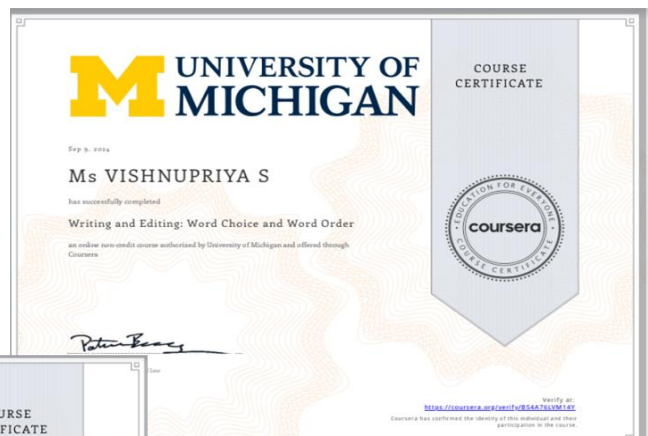 UNIVERSITY OF
MICHIGAN
COURSE
CERTIFICATE
Sep 9, 2024
Ms VISHNUPRIYA S
has successfully completed
Writing and Editing: Word Choice and Word Order
an online non-credit course authorized by University of Michigan and offered through
Coursera
EDUCATION FOR EVERYONE
coursera
COURSE CERTIFICATE
Verify at:
https://coursera.org/verify/BS4A76LVM14Y
Coursera has confirmed the identity of this individual and their
participation in the course.
URSE
FICATE